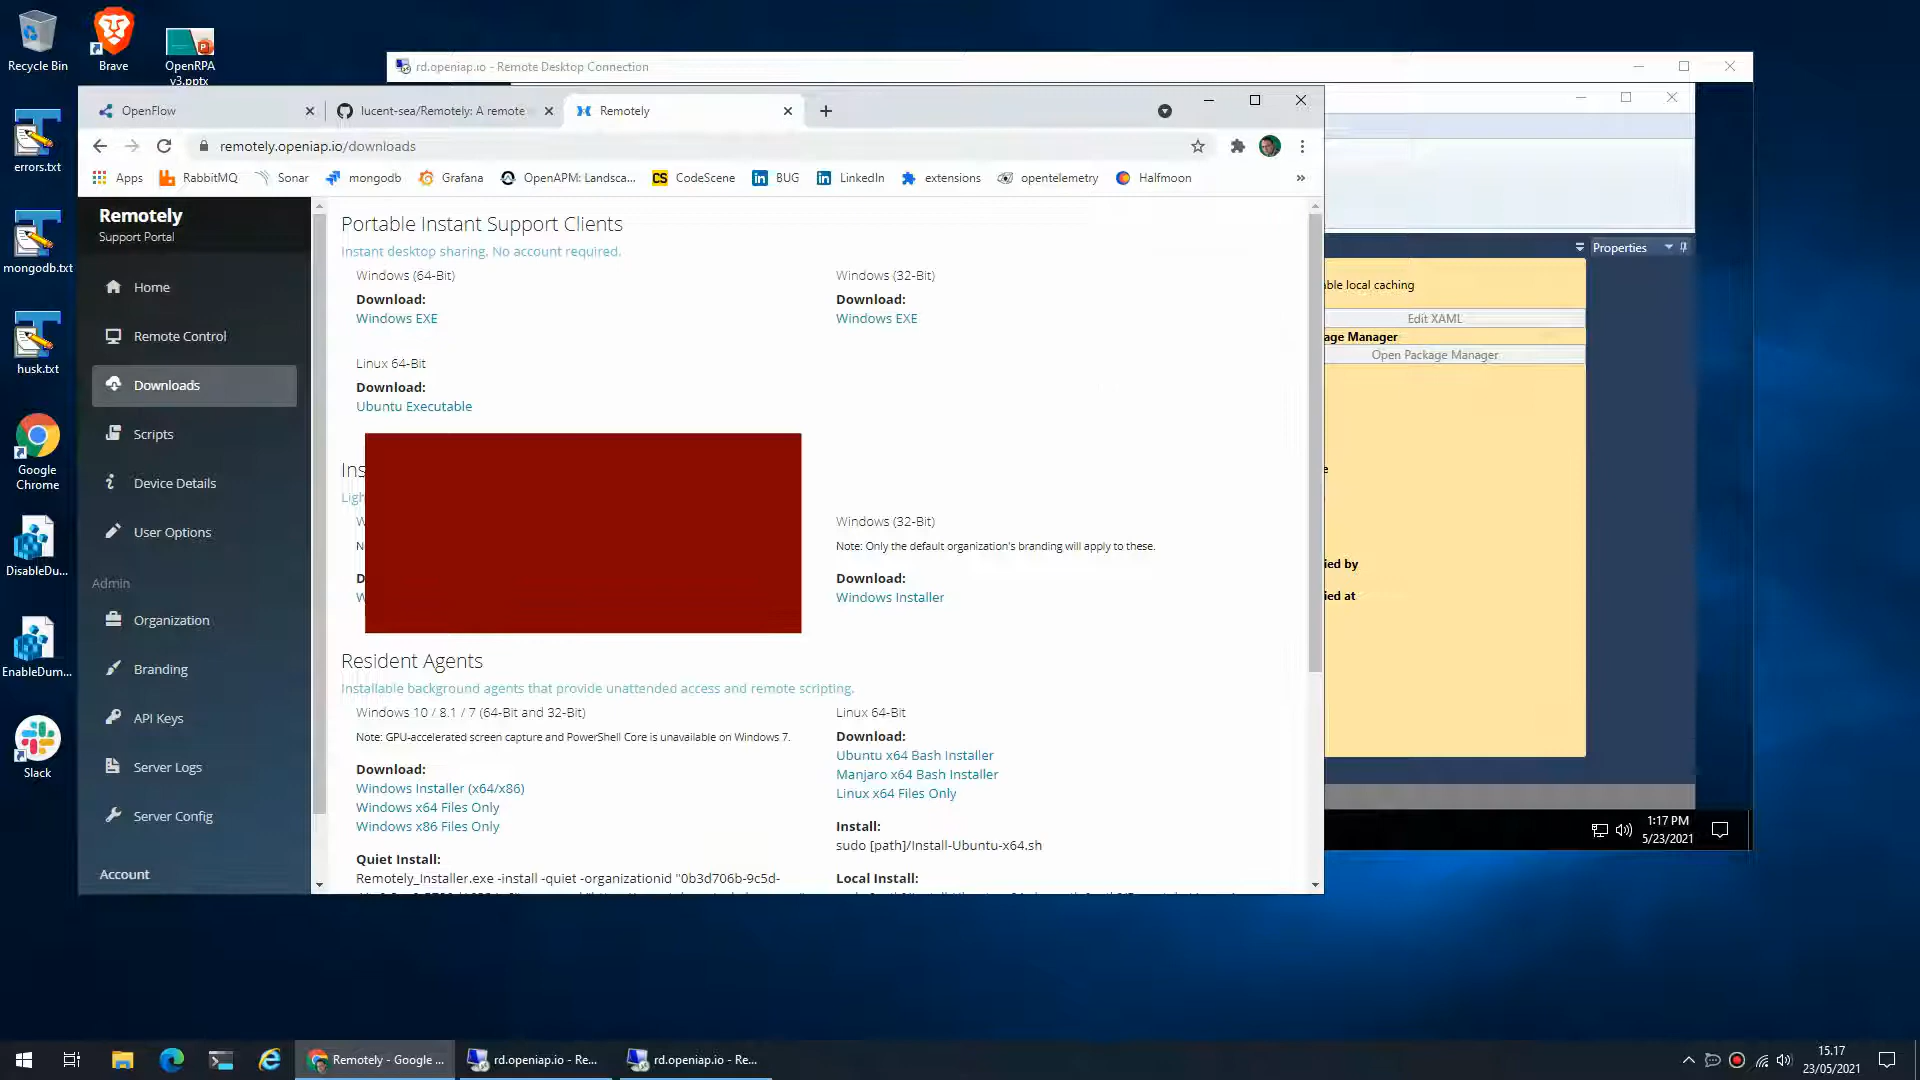 Recycle Bin
Brave
OpenRPA
v3.pptx
errors.txt
mongodb.txt
husk.txt
Google
Chrome
DisableDu...
EnableDum...
Slack
rd.openiap.io - Remote Desktop Connection
OpenFlow
lucent-sea/Remotely: A remote
Remotely
remotely.openiap.io/downloads
Apps
RabbitMQ
Sonar
mongodb
Grafana
OpenAPM: Landsca...
CS CodeScene
BUG
LinkedIn
extensions
opentelemetry
Halfmoon
»
Remotely
Support Portal
Home
Remote Control
Downloads
Scripts
Device Details
User Options
Admin
Organization
Branding
API Keys
Server Logs
Server Config
Account
Portable Instant Support Clients
Instant desktop sharing. No account required.
Windows (64-Bit)
Download:
Windows EXE
Windows (32-Bit)
Download:
Windows EXE
Linux 64-Bit
Download:
Ubuntu Executable
Ins
Ligh
Windows (32-Bit)
Note: Only the default organization's branding will apply to these.
Download:
Windows Installer
Resident Agents
Installable background agents that provide unattended access and remote scripting.
Windows 10 / 8.1 / 7 (64-Bit and 32-Bit)
Note: GPU-accelerated screen capture and PowerShell Core is unavailable on Windows 7.
Download:
Windows Installer (x64/x86)
Windows x64 Files Only
Windows x86 Files Only
Quiet Install:
Remotely_Installer.exe -install -quiet -organizationid "0b3d706b-9c5d-
Linux 64-Bit
Download:
Ubuntu x64 Bash Installer
Manjaro x64 Bash Installer
Linux x64 Files Only
Install:
sudo [path]/Install-Ubuntu-x64.sh
Local Install:
Properties
ble local caching
Edit XAML
age Manager
Open Package Manager
ied by
ied at
1:17 PM
5/23/2021
Remotely - Google ...
rd.openiap.io - Re...
rd.openiap.io - Re...
15.17
23/05/2021